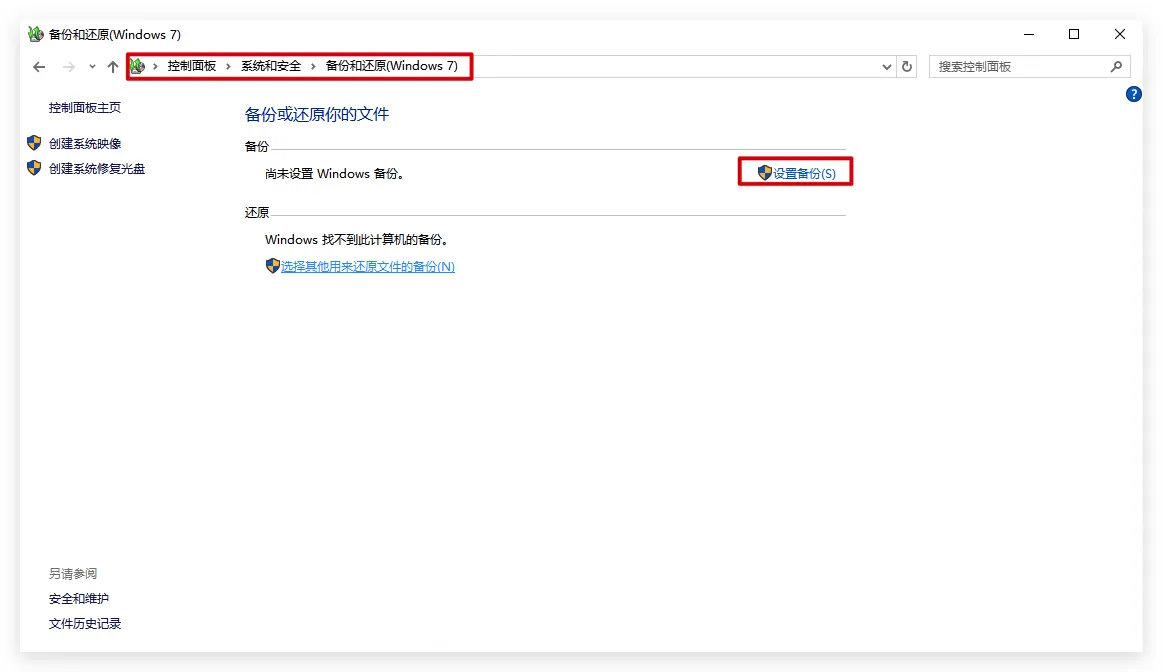 备份和还原(Windows 7)
控制面板 › 系统和安全 › 备份和还原(Windows 7)
搜索控制面板
?
控制面板主页
创建系统映像
创建系统修复光盘
备份或还原你的文件
备份
尚未设置 Windows 备份。
设置备份(S)
还原
Windows 找不到此计算机的备份。
选择其他用来还原文件的备份(N)
另请参阅
安全和维护
文件历史记录